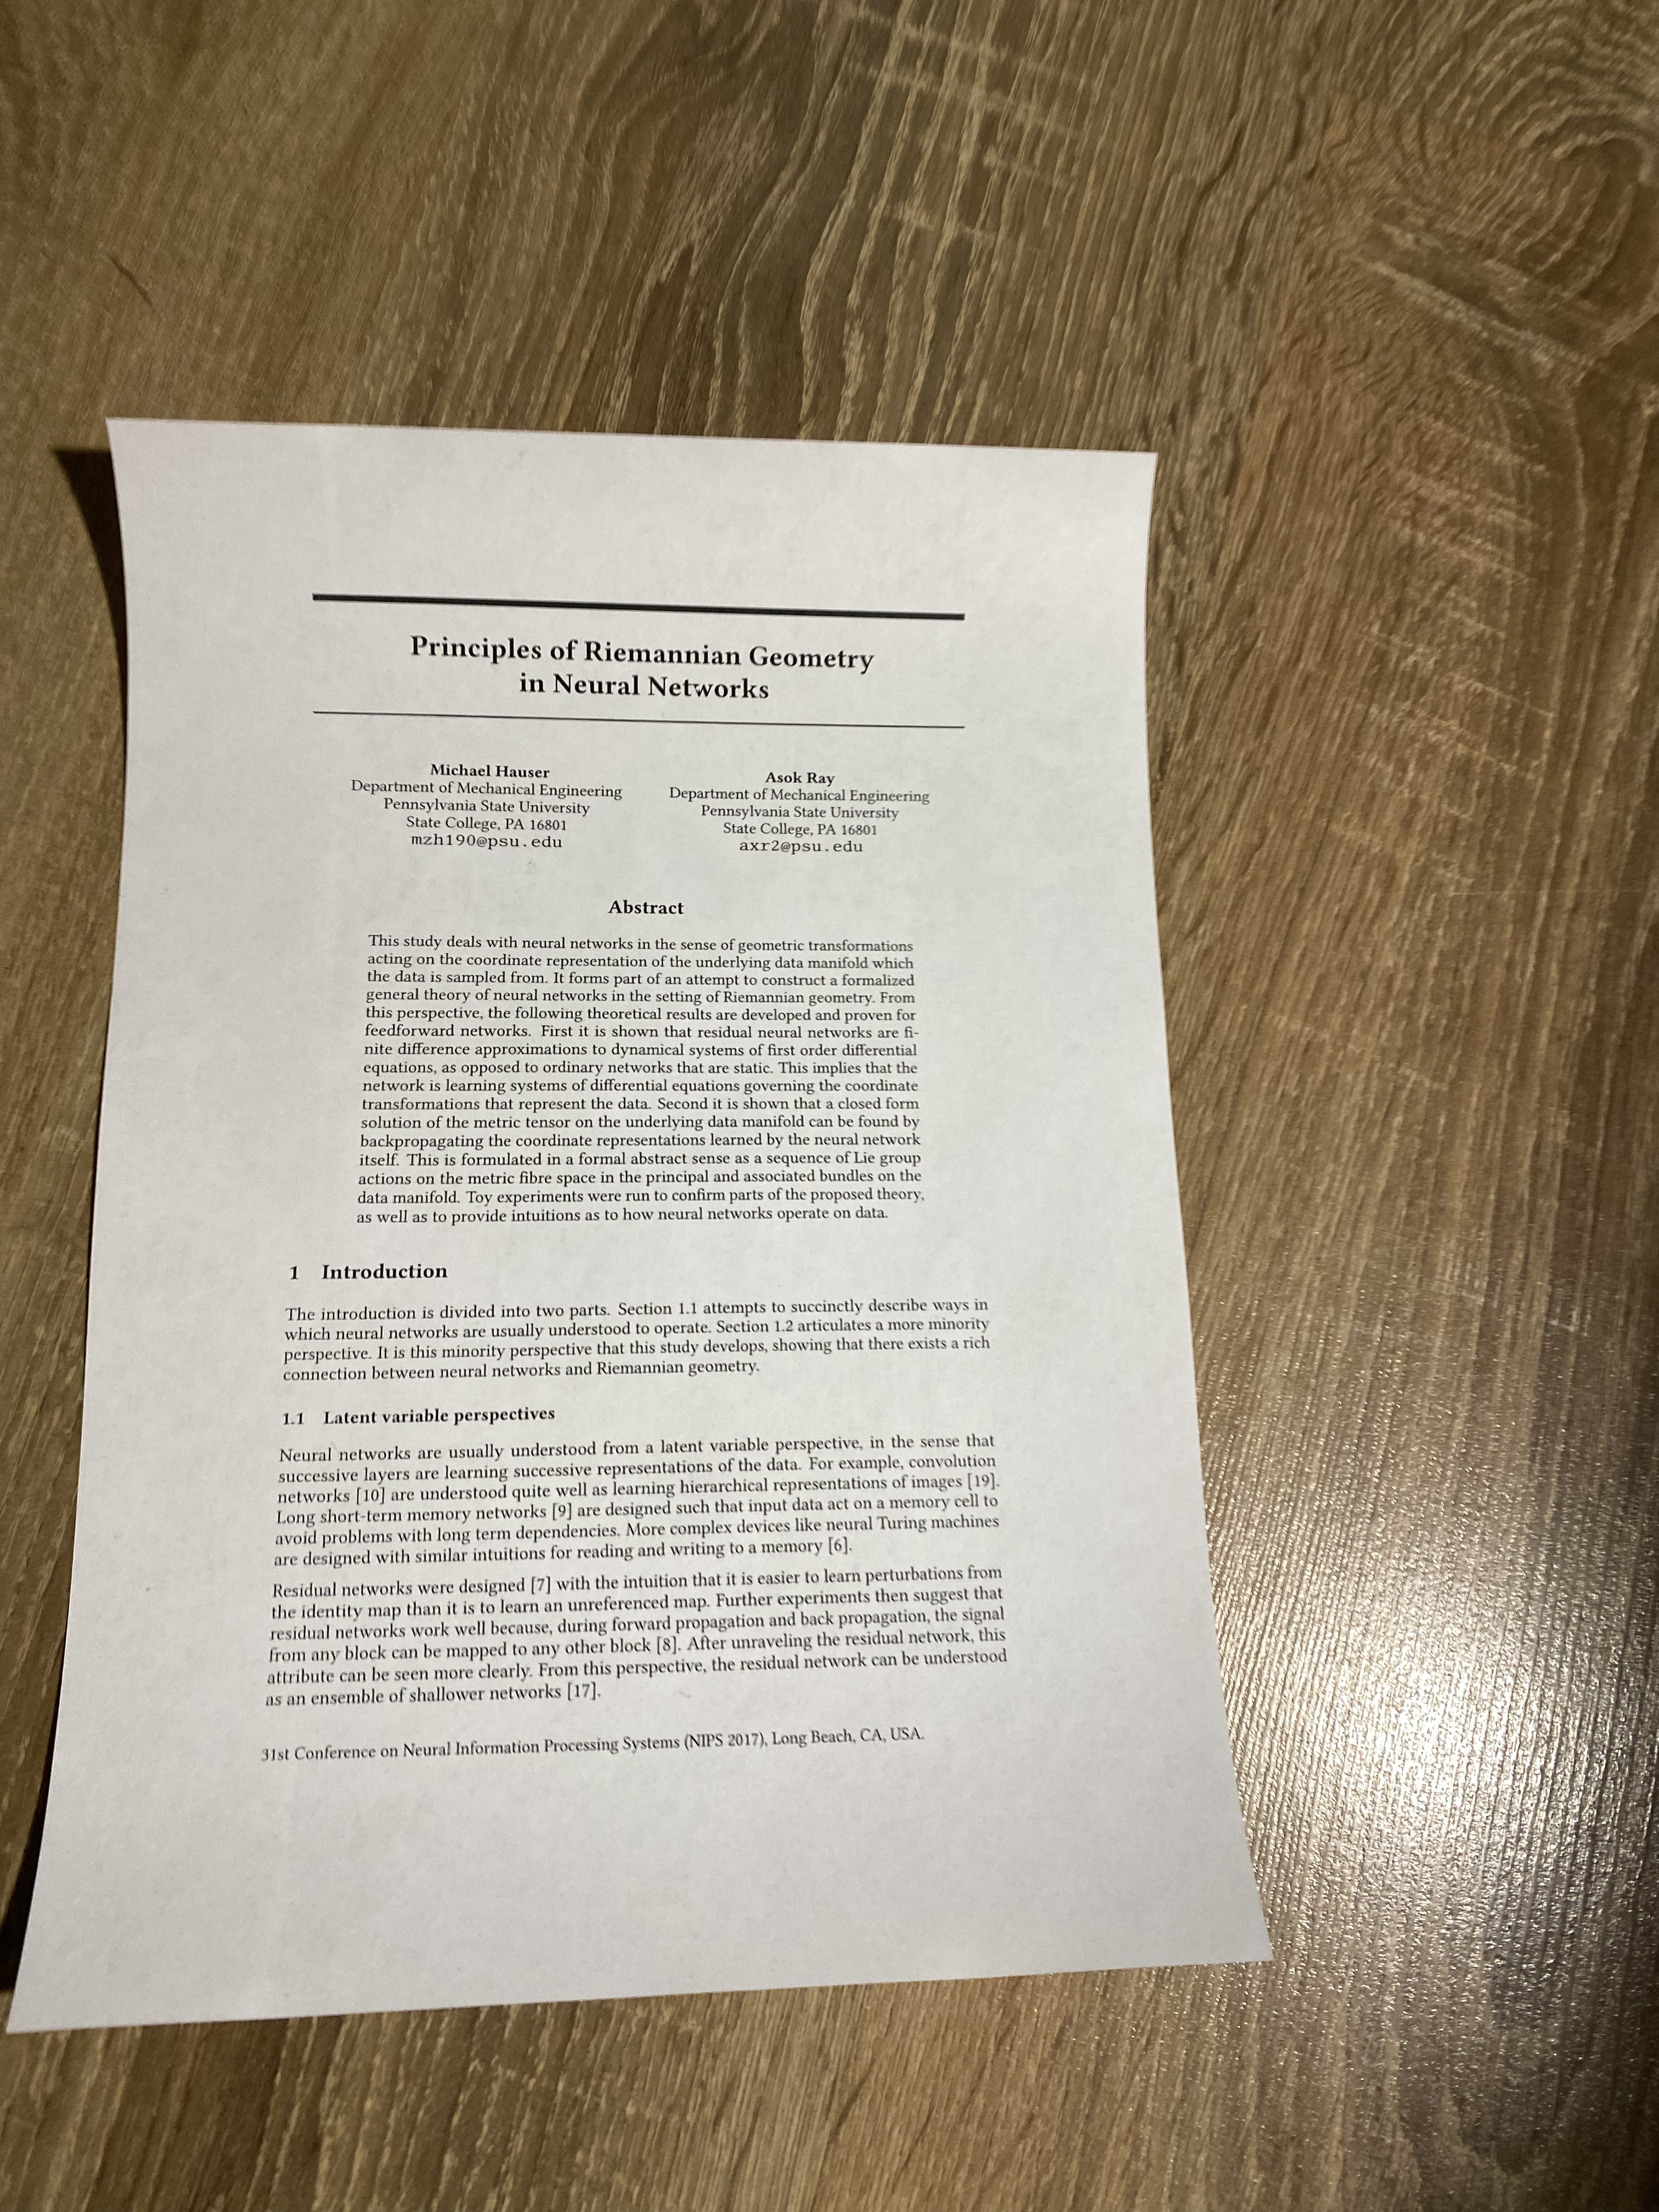 Principles of Riemannian Geometry
in Neural Networks
Michael Hauser
Department of Mechanical Engineering
Pennsylvania State University
State College, PA 16801
mzh190@psu.edu
Asok Ray
Department of Mechanical Engineering
Pennsylvania State University
State College, PA 16801
axr2@psu.edu
Abstract
This study deals with neural networks in the sense of geometric transformations
acting on the coordinate representation of the underlying data manifold which
the data is sampled from. It forms part of an attempt to construct a formalized
general theory of neural networks in the setting of Riemannian geometry. From
this perspective, the following theoretical results are developed and proven for
feedforward networks. First it is shown that residual neural networks are fi-
nite difference approximations to dynamical systems of first order differential
equations, as opposed to ordinary networks that are static. This implies that the
network is learning systems of differential equations governing the coordinate
transformations that represent the data. Second it is shown that a closed form
solution of the metric tensor on the underlying data manifold can be found by
backpropagating the coordinate representations learned by the neural network
itself. This is formulated in a formal abstract sense as a sequence of Lie group
actions on the metric fibre space in the principal and associated bundles on the
data manifold. Toy experiments were run to confirm parts of the proposed theory,
as well as to provide intuitions as to how neural networks operate on data.
1 Introduction
The introduction is divided into two parts. Section 1.1 attempts to succinctly describe ways in
which neural networks are usually understood to operate. Section 1.2 articulates a more minority
perspective. It is this minority perspective that this study develops, showing that there exists a rich
connection between neural networks and Riemannian geometry.
1.1 Latent variable perspectives
Neural networks are usually understood from a latent variable perspective, in the sense that
successive layers are learning successive representations of the data. For example, convolution
networks [10] are understood quite well as learning hierarchical representations of images [19].
Long short-term memory networks [9] are designed such that input data act on a memory cell to
avoid problems with long term dependencies. More complex devices like neural Turing machines
are designed with similar intuitions for reading and writing to a memory [6].
Residual networks were designed [7] with the intuition that it is easier to learn perturbations from
the identity map than it is to learn an unreferenced map. Further experiments then suggest that
residual networks work well because, during forward propagation and back propagation, the signal
from any block can be mapped to any other block [8]. After unraveling the residual network, this
attribute can be seen more clearly. From this perspective, the residual network can be understood
as an ensemble of shallower networks [17].
31st Conference on Neural Information Processing Systems (NIPS 2017), Long Beach, CA, USA.